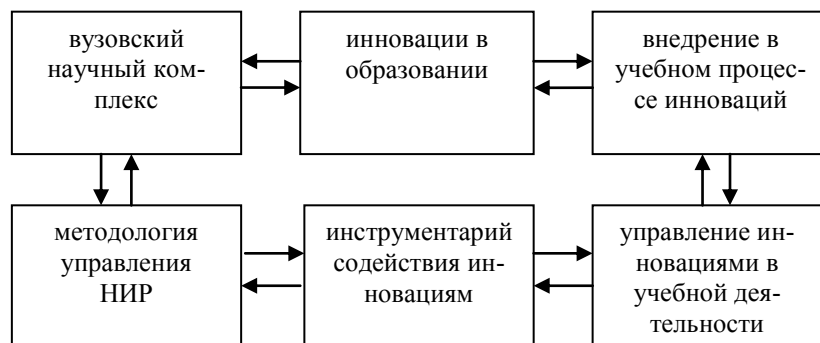 вузовский
научный ком-
плекс
инновации в
образовании
внедрение в
учебном процес-
се инноваций
методология
управления
НИР
инструментарий
содействия ин-
новациям
управление ин-
новациями в
учебной дея-
тельности